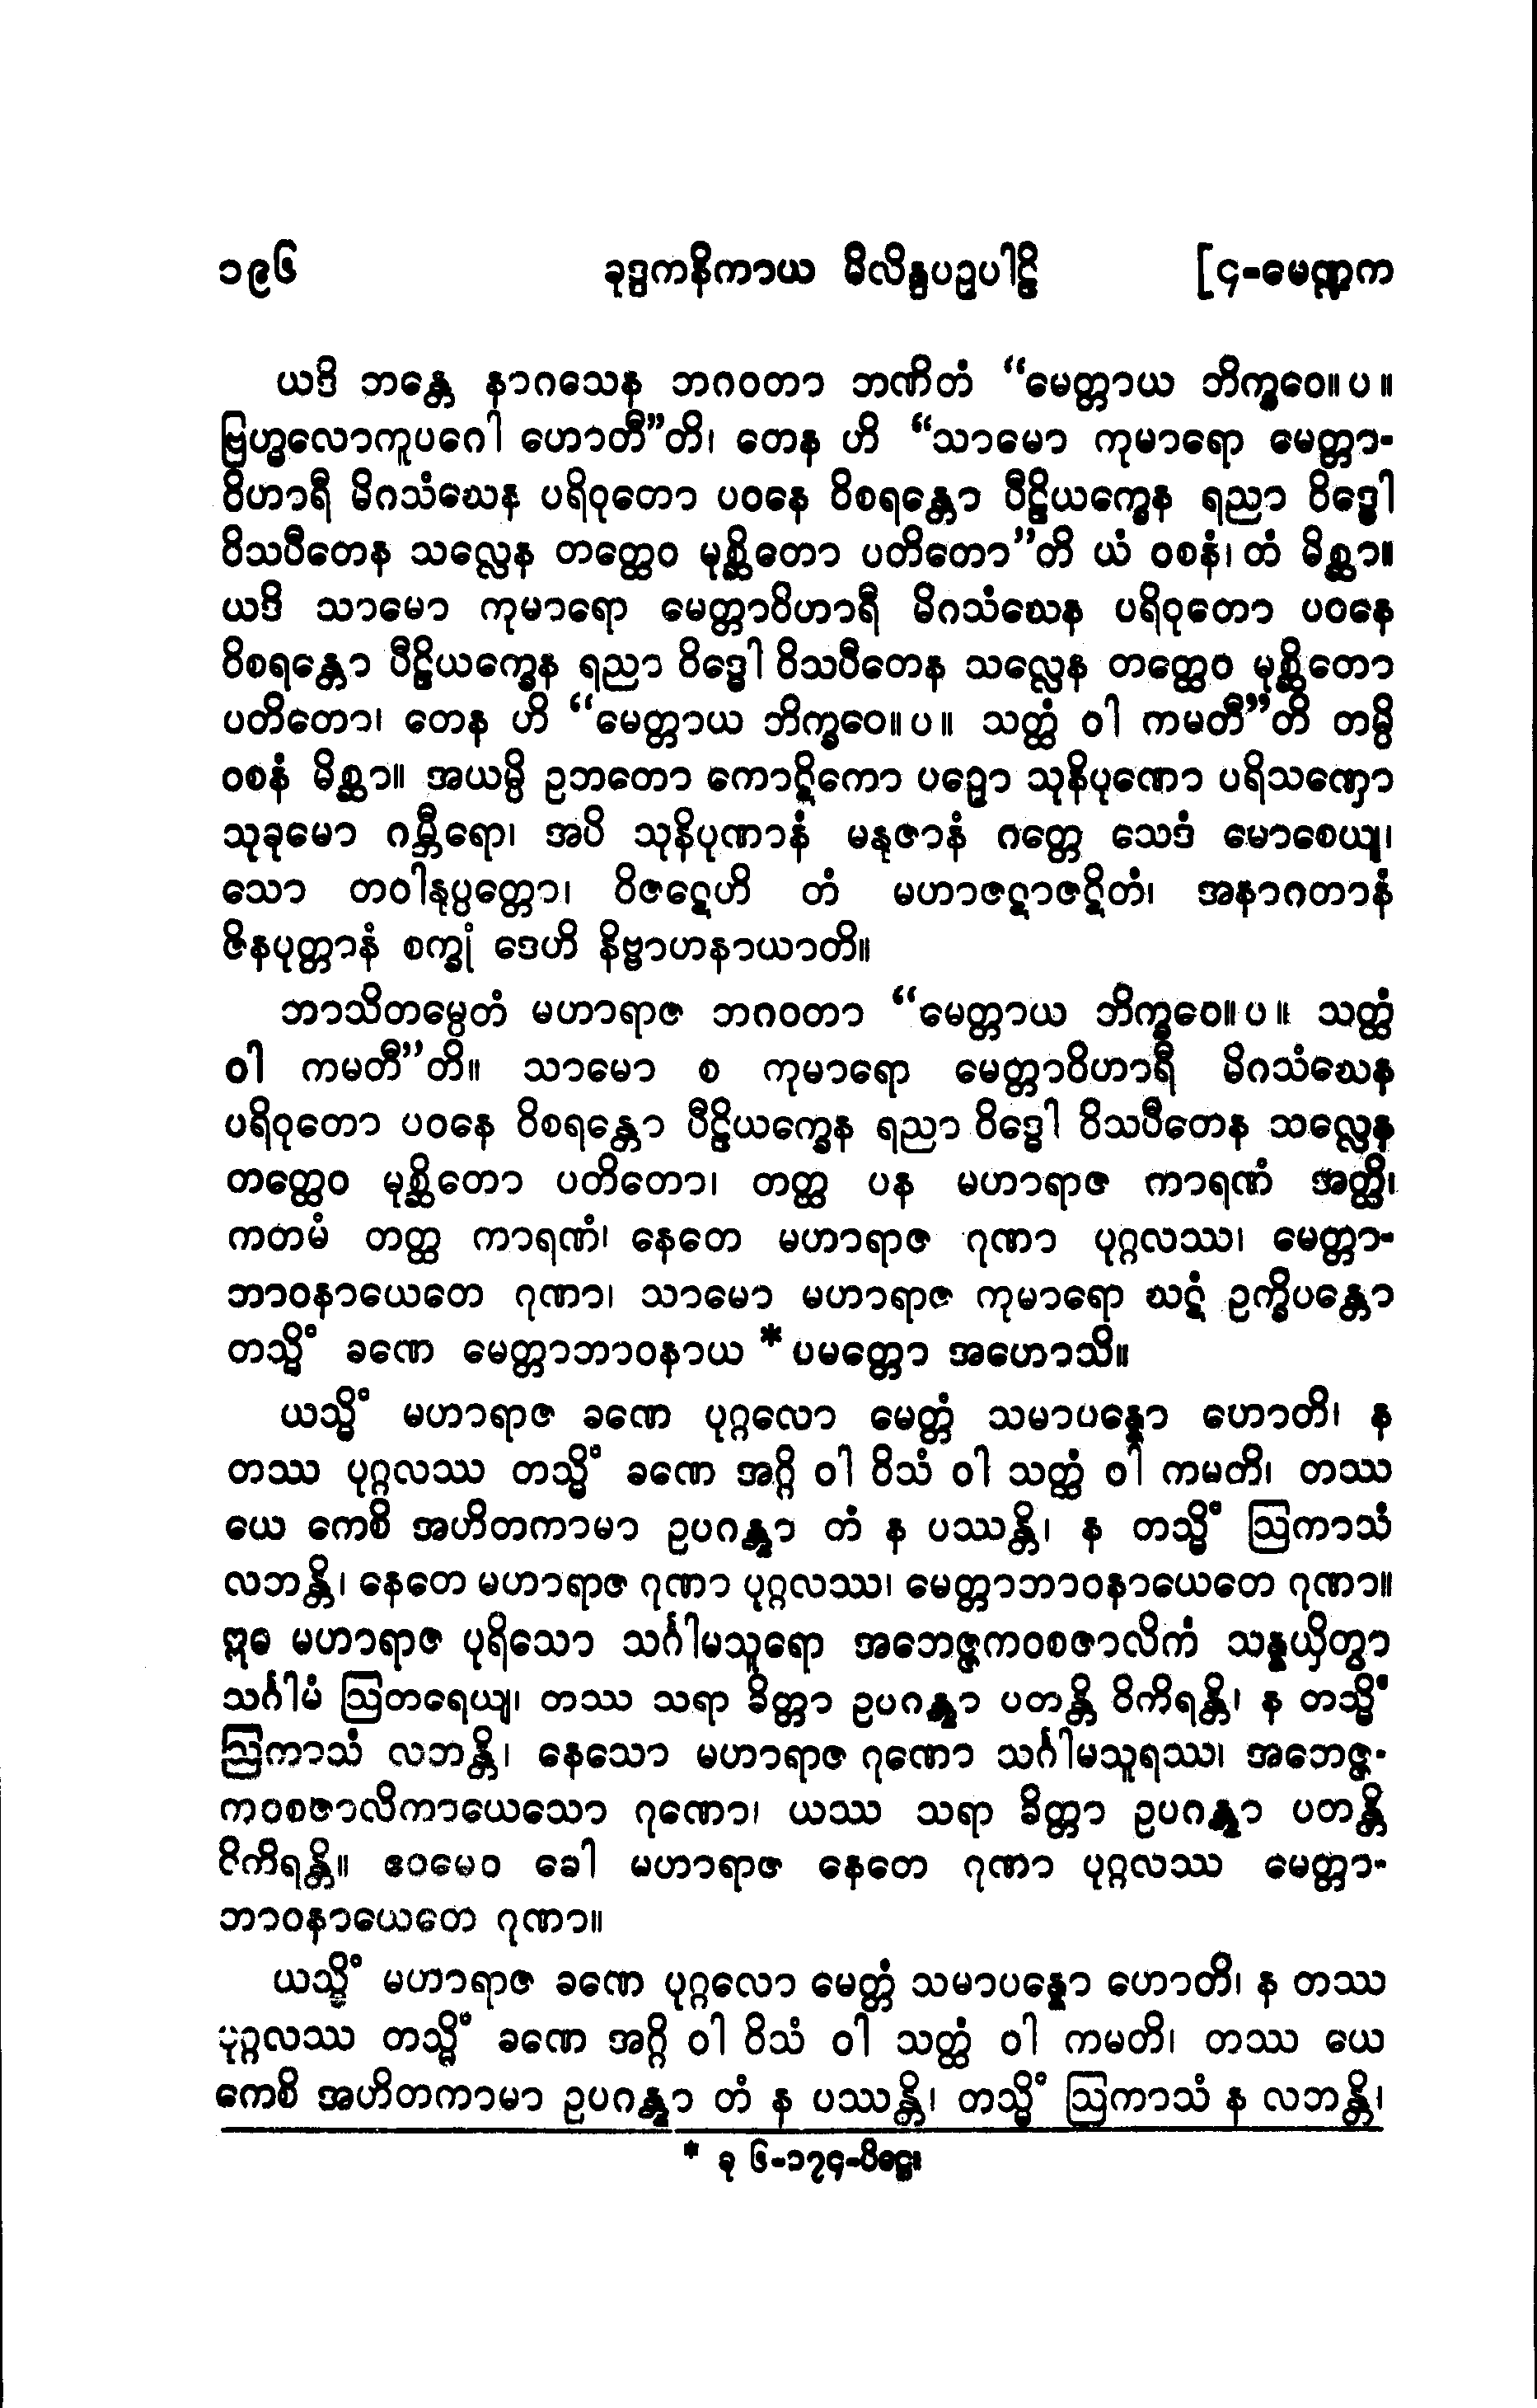 ၁၉၆ ခုဒ္ဒကနိကာယ မိလိန္ဒပဉှပါဠိ [၄-မေဏ္ဍက
ယဒိ ဘန္တေ နာဂသေန ဘဂဝတာ ဘဏိတံ “မေတ္တာယ ဘိက္ခဝေ။ပ။
ဗြဟ္မလောကူပဂေါ ဟောတီ”တိ၊ တေန ဟိ “သာမော ကုမာရော မေတ္တာ-
ဝိဟာရီ မိဂသံဃေန ပရိဝုတော ပဝနေ ဝိစရန္တော ပီဠိယက္ခေန ရညာ ဝိဒ္ဓေါ
ဝိသပီတေန သလ္လေန တတ္ထေဝ မုစ္ဆိတော ပတိတော”တိ ယံ ဝစနံ၊ တံ မိစ္ဆာ။
ယဒိ သာမော ကုမာရော မေတ္တာဝိဟာရီ မိဂသံဃေန ပရိဝုတော ပဝနေ
ဝိစရန္တော ပီဠိယက္ခေန ရညာ ဝိဒ္ဓေါ ဝိသပီတေန သလ္လေန တတ္ထေဝ မုစ္ဆိတော
ပတိတော၊ တေန ဟိ “မေတ္တာယ ဘိက္ခဝေ။ပ။ သတ္ထံ ဝါ ကမတီ”တိ တမ္ပိ
ဝစနံ မိစ္ဆာ။ အယမ္ပိ ဥဘတော ကောဋိကော ပဉှော သုနိပုဏော ပရိသဏှော
သုခုမော ဂမ္ဘီရော၊ အပိ သုနိပုဏာနံ မနုဇာနံ ဂတ္တေ သေဒံ မောစေယျ၊
သော တဝါနုပ္ပတ္တော၊ ဝိဇဋေဟိ တံ မဟာဇဋာဇဋိတံ၊ အနာဂတာနံ
ဇိနပုတ္တာနံ စက္ခုံ ဒေဟိ နိဗ္ဗာဟနာယာတိ။
ဘာသိတမ္ပေတံ မဟာရာဇ ဘဂဝတာ “မေတ္တာယ ဘိက္ခဝေ။ပ။ သတ္ထံ
ဝါ ကမတီ”တိ။ သာမော စ ကုမာရော မေတ္တာဝိဟာရီ မိဂသံဃေန
ပရိဝုတော ပဝနေ ဝိစရန္တော ပီဠိယက္ခေန ရညာ ဝိဒ္ဓေါ ဝိသပီတေန သလ္လေန
တတ္ထေဝ မုစ္ဆိတော ပတိတော၊ တတ္ထ ပန မဟာရာဇ ကာရဏံ အတ္ထိ၊
ကတမံ တတ္ထ ကာရဏံ၊ နေတေ မဟာရာဇ ဂုဏာ ပုဂ္ဂလဿ၊ မေတ္တာ-
ဘာဝနာယေတေ ဂုဏာ၊ သာမော မဟာရာဇ ကုမာရော ဃဋံ ဥက္ခိပန္တော
တသ္မိံ ခဏေ မေတ္တာဘာဝနာယ *ပမတ္တော အဟောသိ။
ယသ္မိံ မဟာရာဇ ခဏေ ပုဂ္ဂလော မေတ္တံ သမာပန္နော ဟောတိ၊ န
တဿ ပုဂ္ဂလဿ တသ္မိံ ခဏေ အဂ္ဂိ ဝါ ဝိသံ ဝါ သတ္ထံ ဝါ ကမတိ၊ တဿ
ယေ ကေစိ အဟိတကာမာ ဥပဂန္တွာ တံ န ပဿန္တိ၊ န တသ္မိံ ဩကာသံ
လဘန္တိ၊ နေတေ မဟာရာဇ ဂုဏာ ပုဂ္ဂလဿ၊ မေတ္တာဘာဝနာယေတေ ဂုဏာ။
ဣဓ မဟာရာဇ ပုရိသော သင်္ဂါမသူရော အဘေဇ္ဇကဝစဇာလိကံ သန္နယှိတွာ
သင်္ဂါမံ ဩတရေယျ၊ တဿ သရာ ခိတ္တာ ဥပဂန္တွာ ပတန္တိ ဝိကိရန္တိ၊ န တသ္မိံ
ဩကာသံ လဘန္တိ၊ နေသော မဟာရာဇ ဂုဏော သင်္ဂါမသူရဿ၊ အဘေဇ္ဇ-
ကဝစဇာလိကာယေသော ဂုဏော၊ ယဿ သရာ ခိတ္တာ ဥပဂန္တွာ ပတန္တိ
ဝိကိရန္တိ။ ဧဝမေဝ ခေါ မဟာရာဇ နေတေ ဂုဏာ ပုဂ္ဂလဿ မေတ္တာ-
ဘာဝနာယေတေ ဂုဏာ။
ယသ္မိံ မဟာရာဇ ခဏေ ပုဂ္ဂလော မေတ္တံ သမာပန္နော ဟောတိ၊ န တဿ
ပုဂ္ဂလဿ တသ္မိံ ခဏေ အဂ္ဂိ ဝါ ဝိသံ ဝါ သတ္ထံ ဝါ ကမတိ၊ တဿ ယေ
ကေစိ အဟိတကာမာ ဥပဂန္တွာ တံ န ပဿန္တိ၊ တသ္မိံ ဩကာသံ န လဘန္တိ၊
* ခု ၆-၁၇၄-ပိဋ္ဌေ။